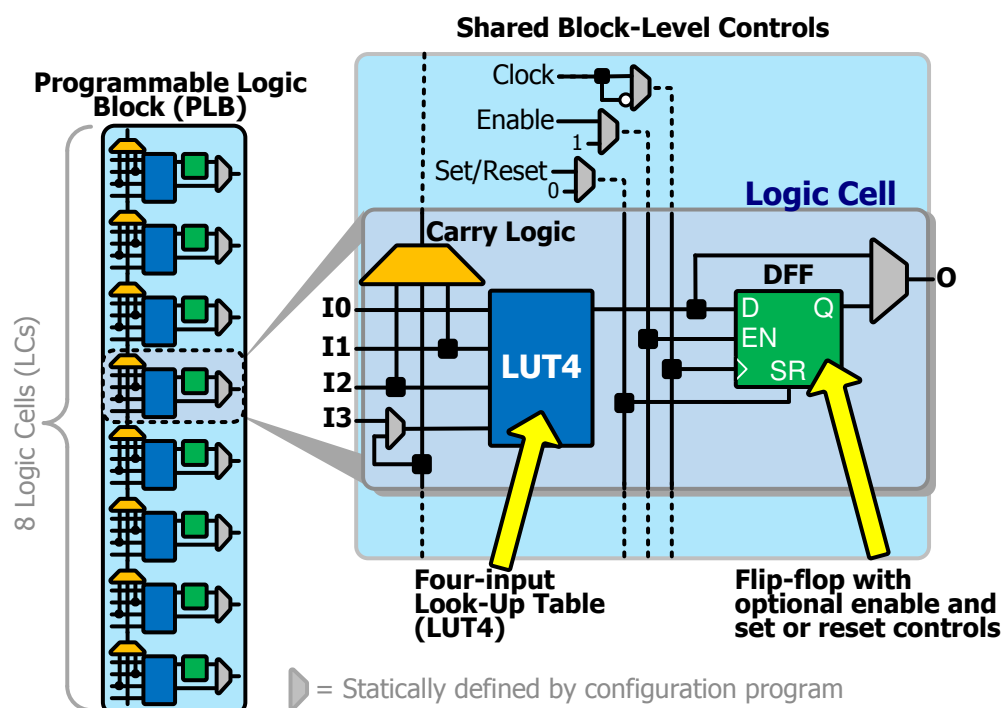 Shared Block-Level Controls
Programmable Logic
Block (PLB)
Clock
Enable
1
Set/Reset
0
Logic Cell
Carry Logic
DFF
I0
I1
I2
I3
LUT4
D
Q
EN
SR
O
8 Logic Cells (LCs)
Four-input
Look-Up Table
(LUT4)
Flip-flop with
optional enable and
set or reset controls
= Statically defined by configuration program